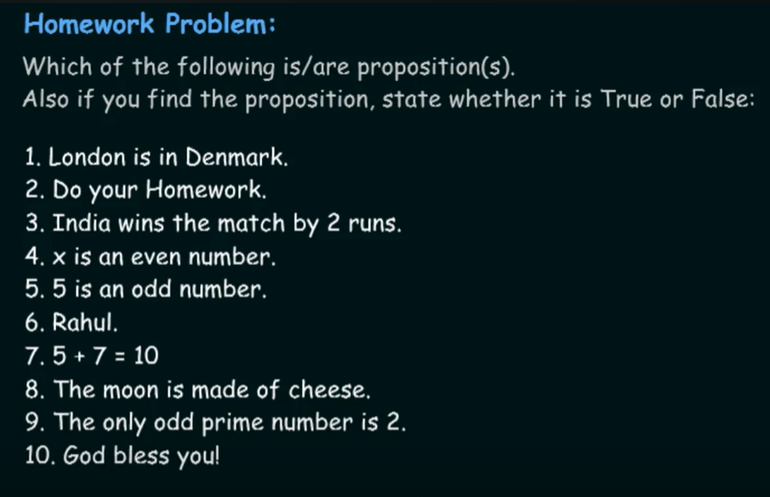 Homework Problem:
Which of the following is/are proposition(s).
Also if you find the proposition, state whether it is True or False:
1. London is in Denmark.
2. Do your Homework.
3. India wins the match by 2 runs.
4. x is an even number.
5. 5 is an odd number.
6. Rahul.
7. 5 + 7 = 10
8. The moon is made of cheese.
9. The only odd prime number is 2.
10. God bless you!